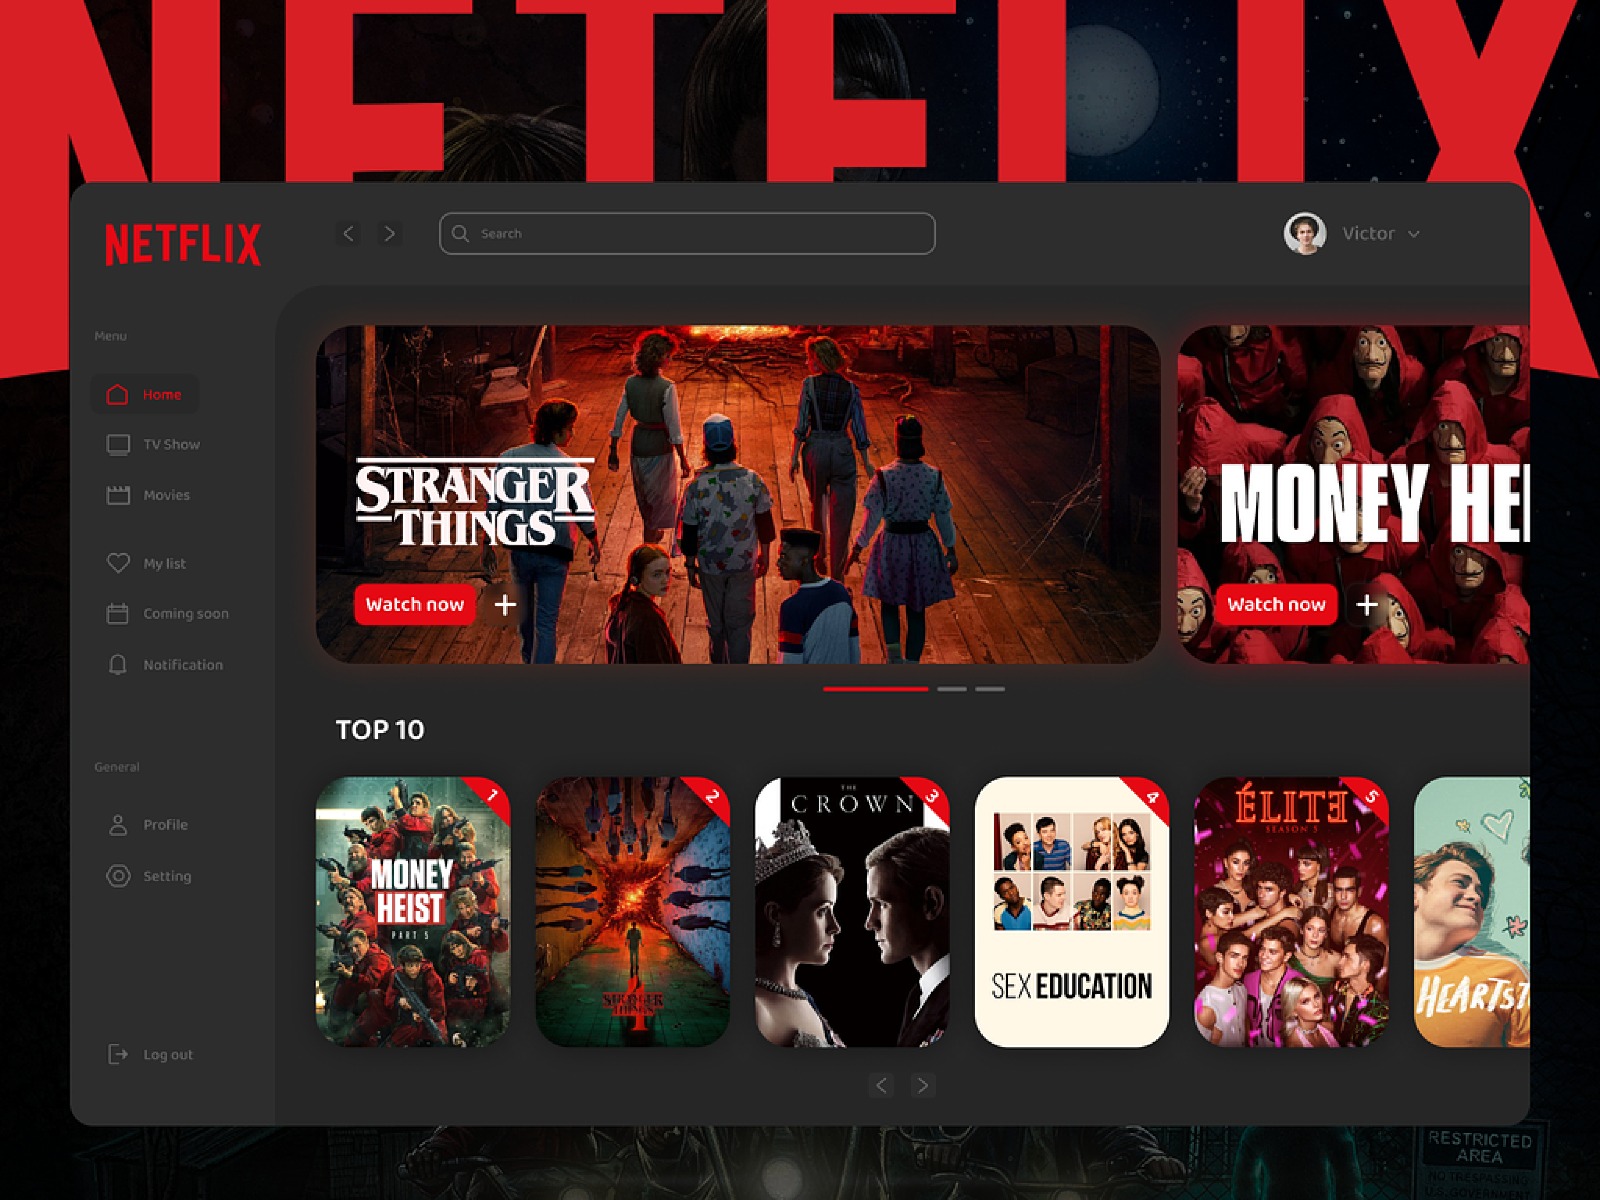 NETFLIX
NETFLIX
Search
Victor
Menu
Home
TV Show
Movies
My list
Coming soon
Notification
General
Profile
Setting
Log out
STRANGER
THINGS
Watch now
MONEY HEI
Watch now
TOP 10
1
MONEY
HEIST
PART 5
2
STRANGER
THINGS
4
3
THE
CROWN
4
SEX EDUCATION
5
ÉLITE
SEASON 5
HEARTST
RESTRICTED
AREA
NO TRESPASSING